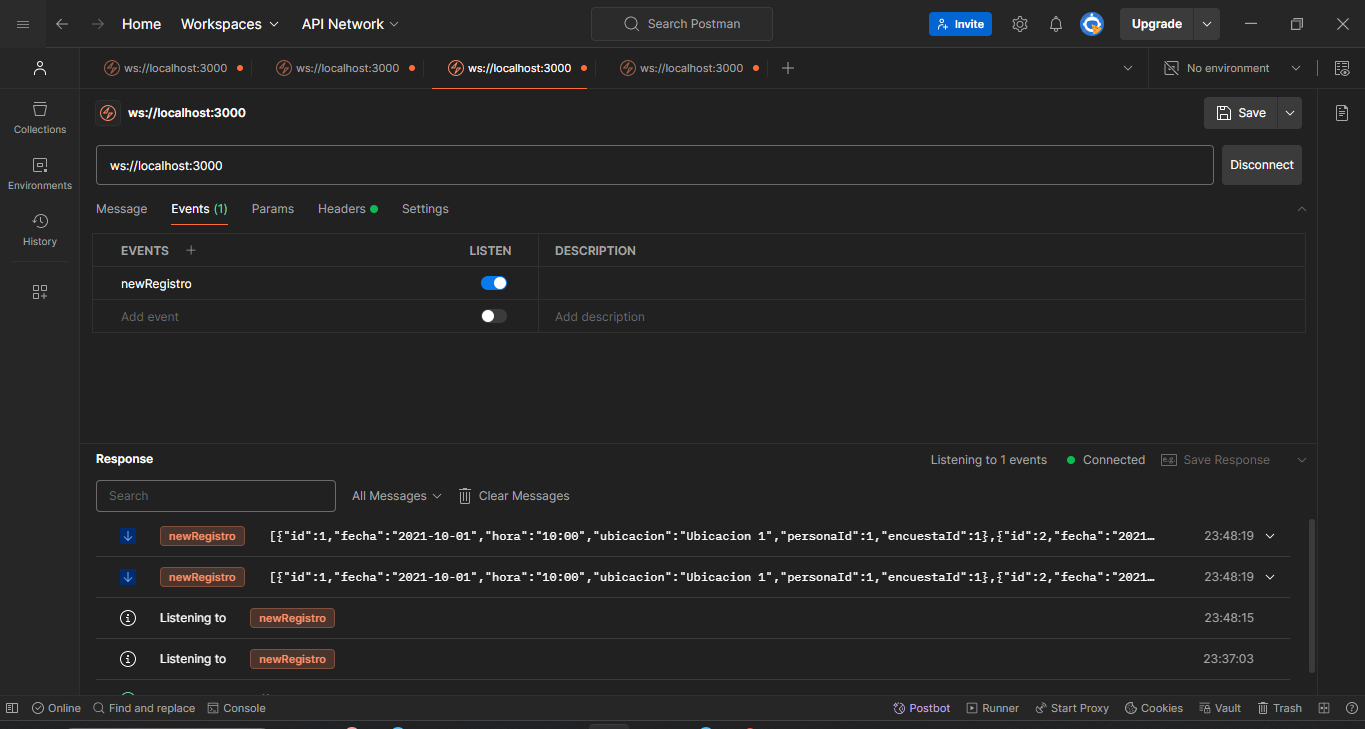 Home Workspaces API Network Search Postman Invite Upgrade
ws://localhost:3000 ws://localhost:3000 ws://localhost:3000 ws://localhost:3000 No environment
ws://localhost:3000 Save
Collections
ws://localhost:3000 Disconnect
Environments
Message Events (1) Params Headers Settings
History
EVENTS LISTEN DESCRIPTION
newRegistro
Add event Add description
Response Listening to 1 events Connected e.g. Save Response
Search All Messages Clear Messages
newRegistro [{"id":1,"fecha":"2021-10-01","hora":"10:00","ubicacion":"Ubicacion 1","personaId":1,"encuestaId":1},{"id":2,"fecha":"2021… 23:48:19
newRegistro [{"id":1,"fecha":"2021-10-01","hora":"10:00","ubicacion":"Ubicacion 1","personaId":1,"encuestaId":1},{"id":2,"fecha":"2021… 23:48:19
Listening to newRegistro 23:48:15
Listening to newRegistro 23:37:03
Online Find and replace Console Postbot Runner Start Proxy Cookies Vault Trash